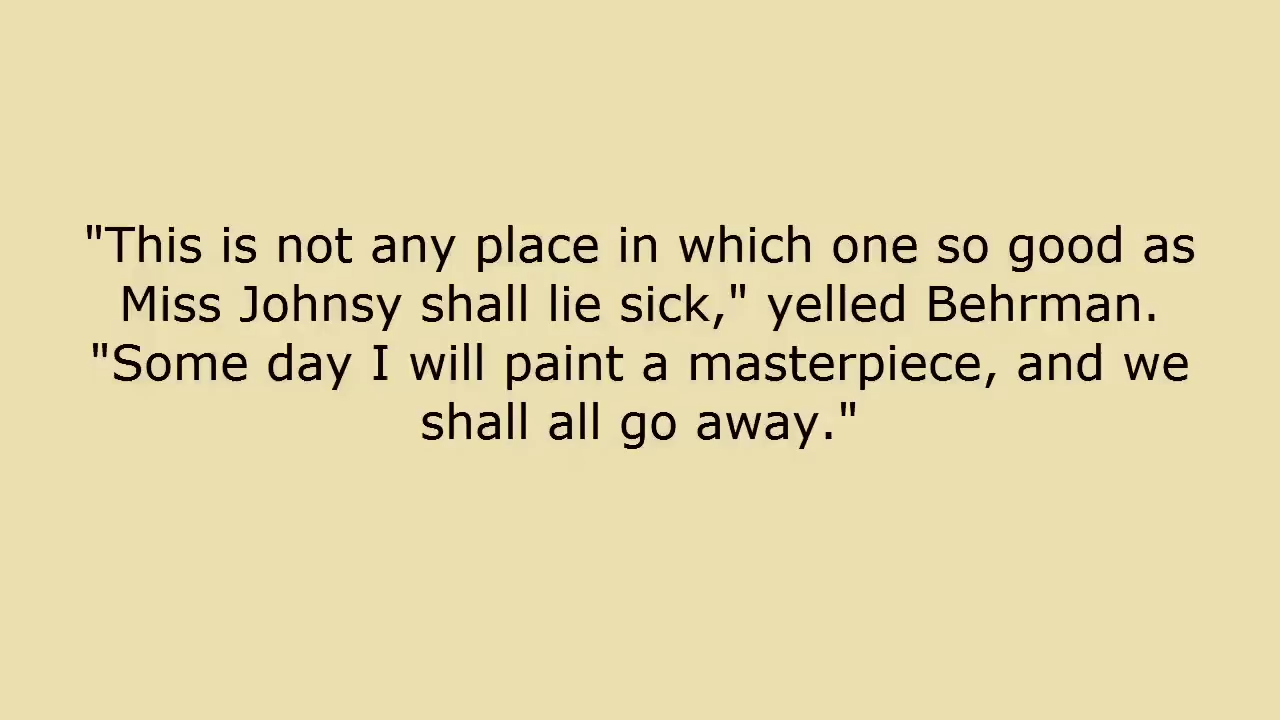 "This is not any place in which one so good as
Miss Johnsy shall lie sick," yelled Behrman.
"Some day I will paint a masterpiece, and we
shall all go away."